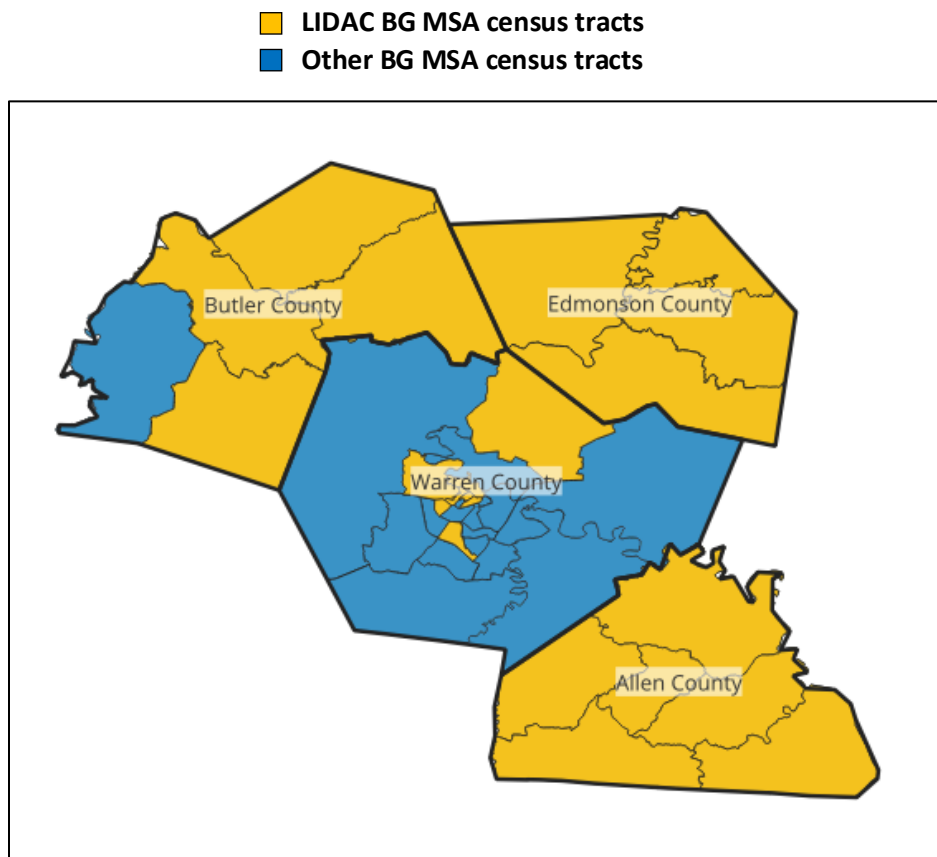 LIDAC BG MSA census tracts
Other BG MSA census tracts
Butler County
Edmonson County
Warren County
Allen County